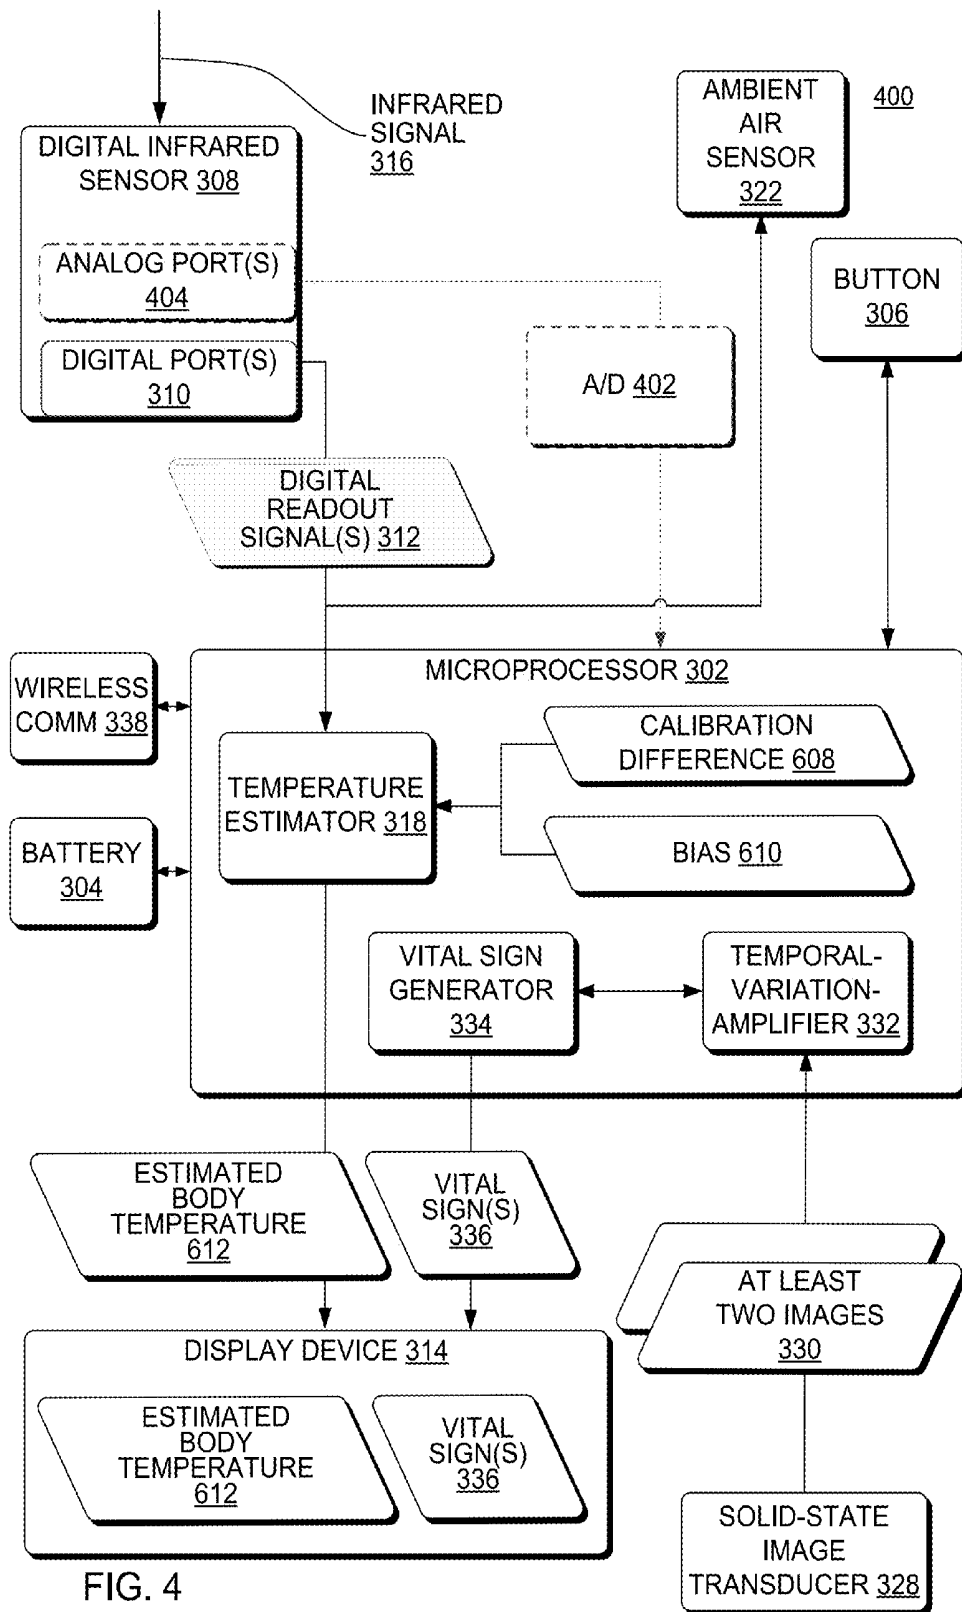 INFRARED
SIGNAL
316
AMBIENT
AIR
SENSOR
322
400
DIGITAL INFRARED
SENSOR 308
ANALOG PORT(S)
404
DIGITAL PORT(S)
310
BUTTON
306
A/D 402
DIGITAL
READOUT
SIGNAL(S) 312
MICROPROCESSOR 302
WIRELESS
COMM 338
BATTERY
304
TEMPERATURE
ESTIMATOR 318
CALIBRATION
DIFFERENCE 608
BIAS 610
VITAL SIGN
GENERATOR
334
TEMPORAL-
VARIATION-
AMPLIFIER 332
ESTIMATED
BODY
TEMPERATURE
612
VITAL
SIGN(S)
336
AT LEAST
TWO IMAGES
330
DISPLAY DEVICE 314
ESTIMATED
BODY
TEMPERATURE
612
VITAL
SIGN(S)
336
SOLID-STATE
IMAGE
TRANSDUCER 328
FIG. 4